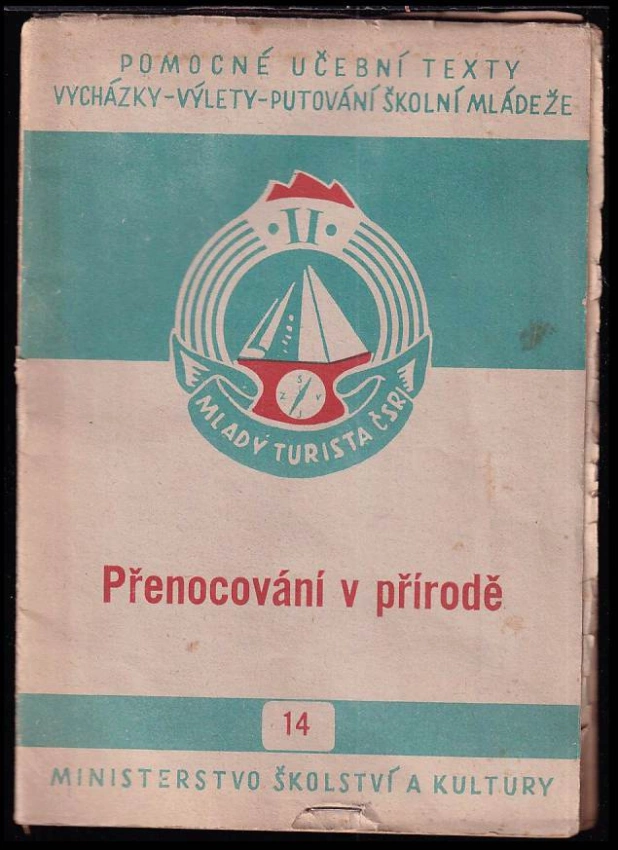 POMOCNÉ UČEBNÍ TEXTY
VYCHÁZKY-VÝLETY-PUTOVÁNÍ ŠKOLNÍ MLÁDEŽE
·II·
S
Z V
J
MLADÝ TURISTA ČSR
Přenocování v přírodě
14
MINISTERSTVO ŠKOLSTVÍ A KULTURY